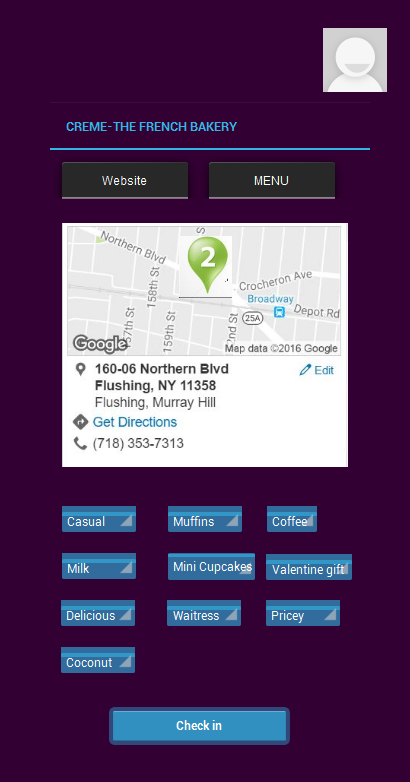 CREME-THE FRENCH BAKERY
Website MENU
Northern Blvd
158th St
159th St
2nd St
57th St
S
2
Crocheron Ave
Broadway
Depot Rd
25A
Google
Map data ©2016 Google
160-06 Northern Blvd
Edit
Flushing, NY 11358
Flushing, Murray Hill
Get Directions
(718) 353-7313
Casual Muffins Coffee
Milk Mini Cupcakes Valentine gift
Delicious Waitress Pricey
Coconut
Check in